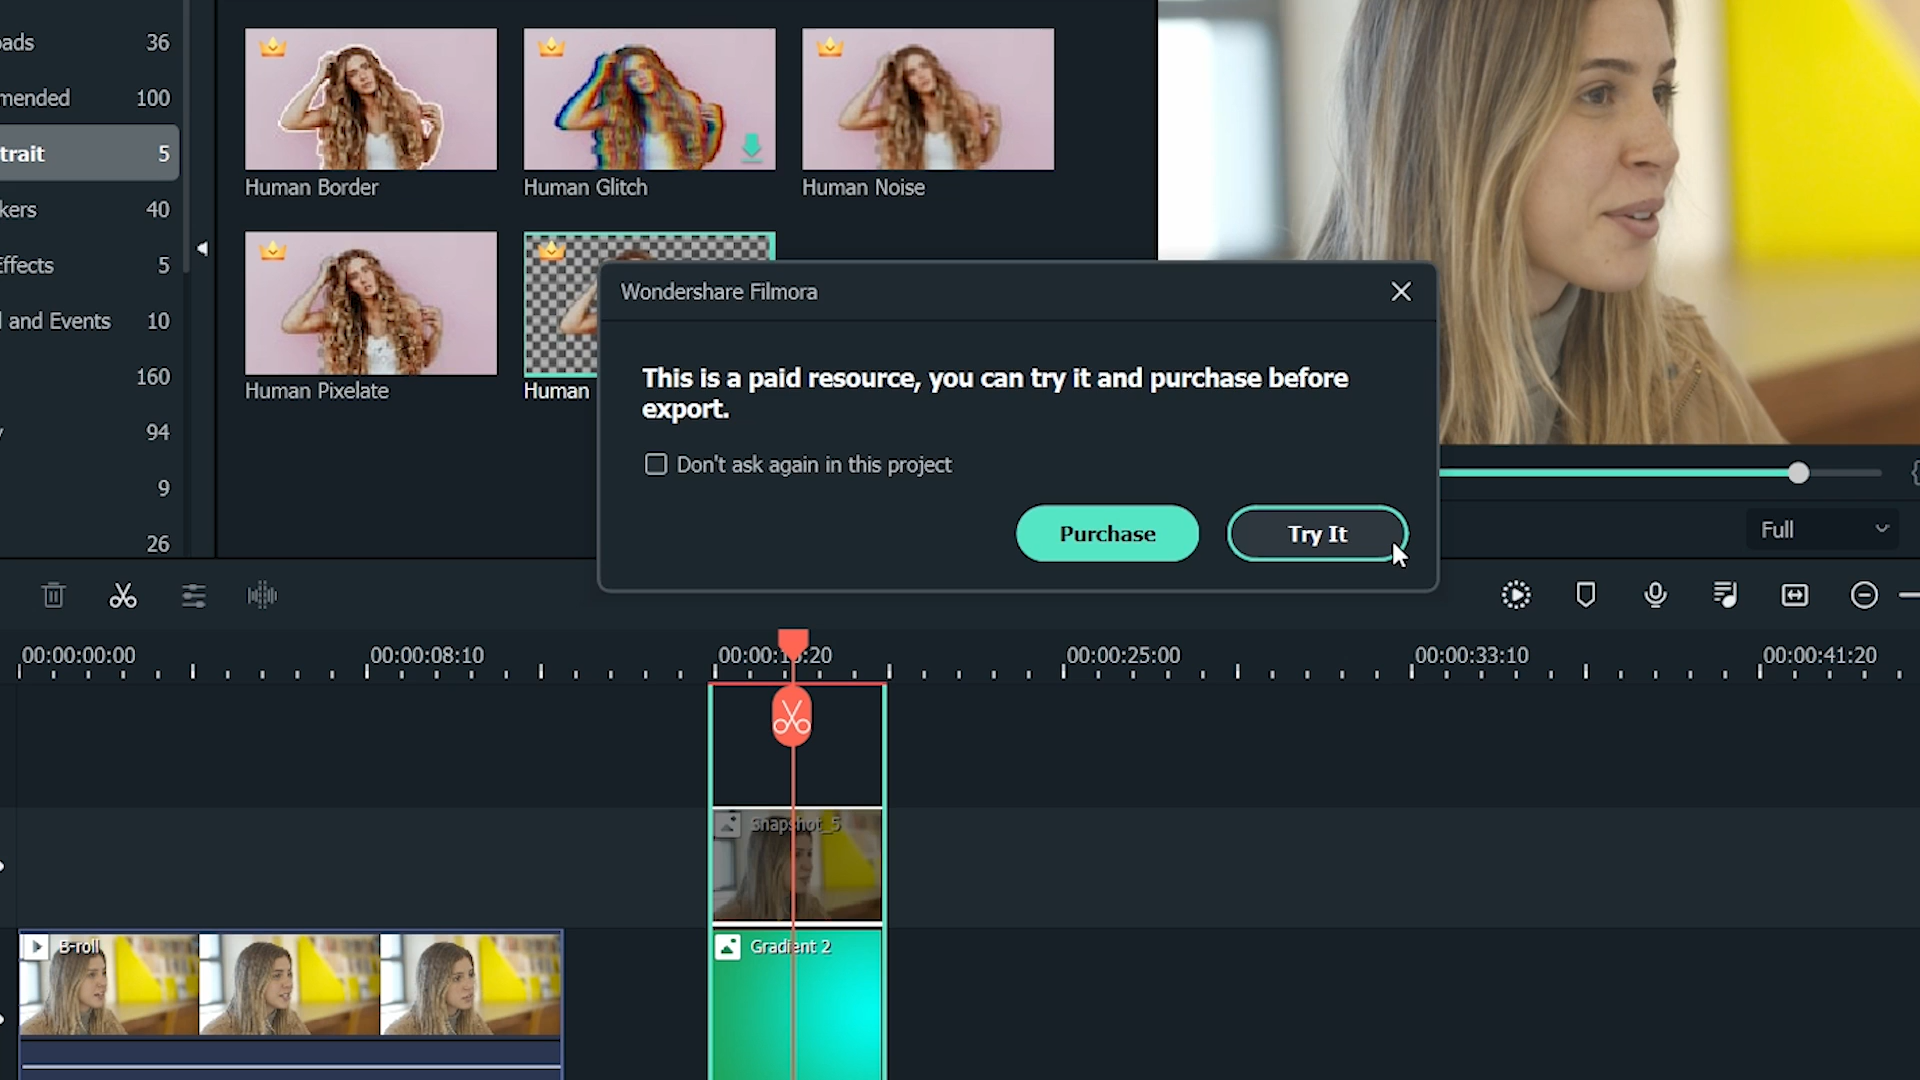 oads 36
mended 100
trait 5
kers 40
Effects 5
and Events 10
160
94
9
26
Human Border
Human Glitch
Human Noise
Human Pixelate
Human
Wondershare Filmora
This is a paid resource, you can try it and purchase before
export.
Don't ask again in this project
Purchase
Try It
Full
00:00:00:00
00:00:08:10
00:00:16:20
00:00:25:00
00:00:33:10
00:00:41:20
Snapshot_5
B-roll
Gradient 2